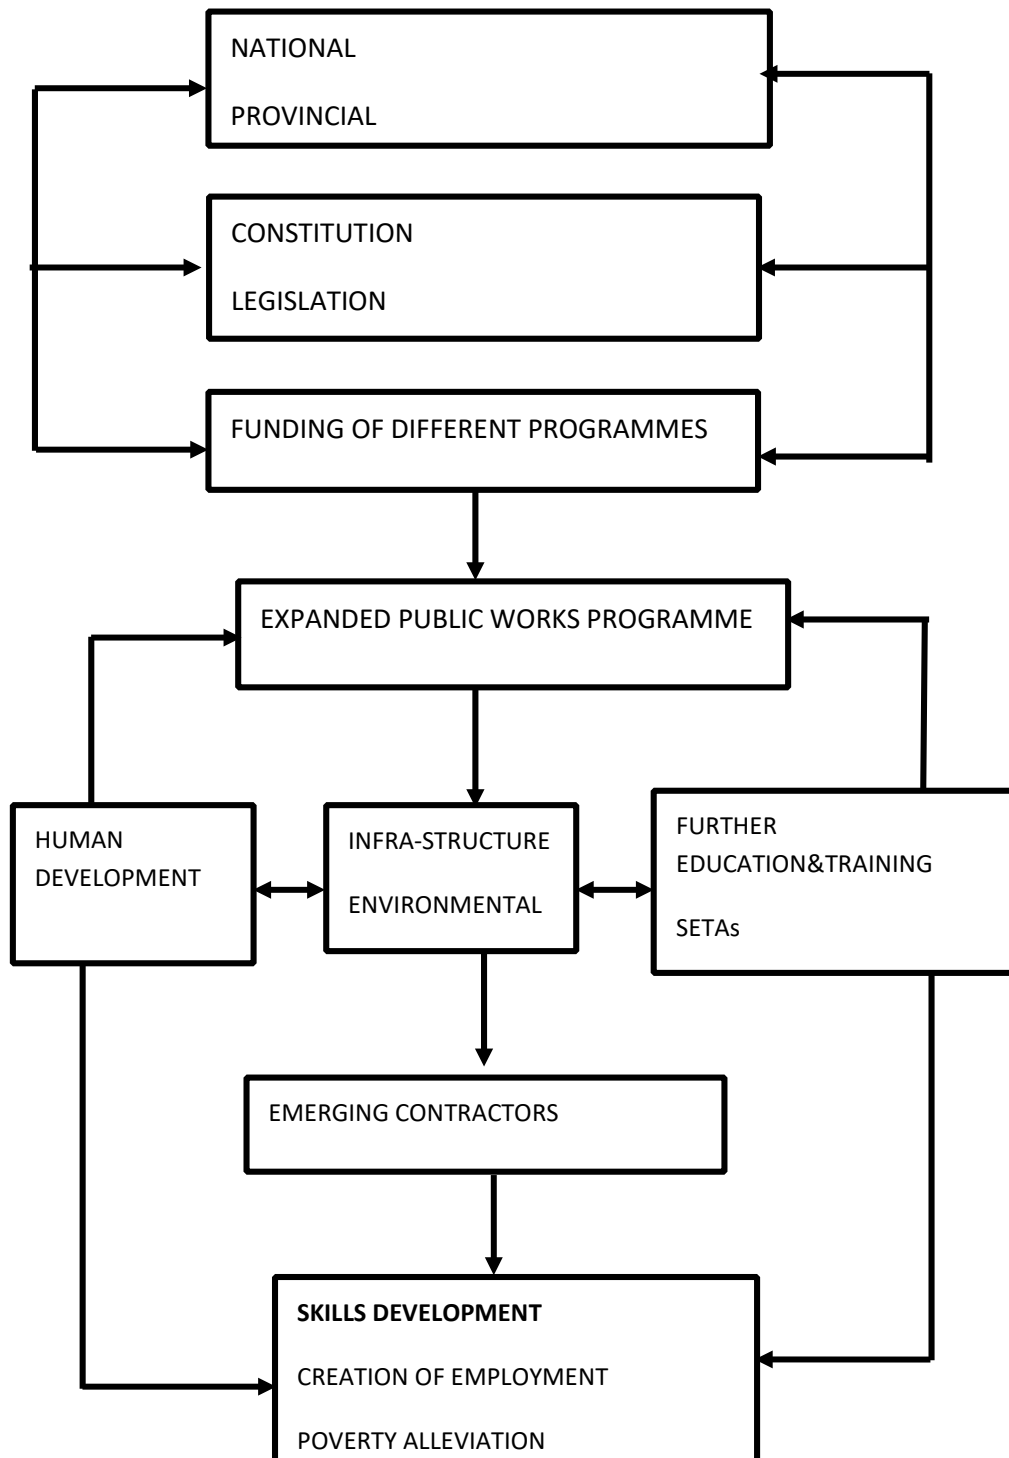 NATIONAL
PROVINCIAL
CONSTITUTION
LEGISLATION
FUNDING OF DIFFERENT PROGRAMMES
EXPANDED PUBLIC WORKS PROGRAMME
HUMAN
DEVELOPMENT
INFRA-STRUCTURE
ENVIRONMENTAL
FURTHER
EDUCATION&TRAINING
SETAs
EMERGING CONTRACTORS
SKILLS DEVELOPMENT
CREATION OF EMPLOYMENT
POVERTY ALLEVIATION